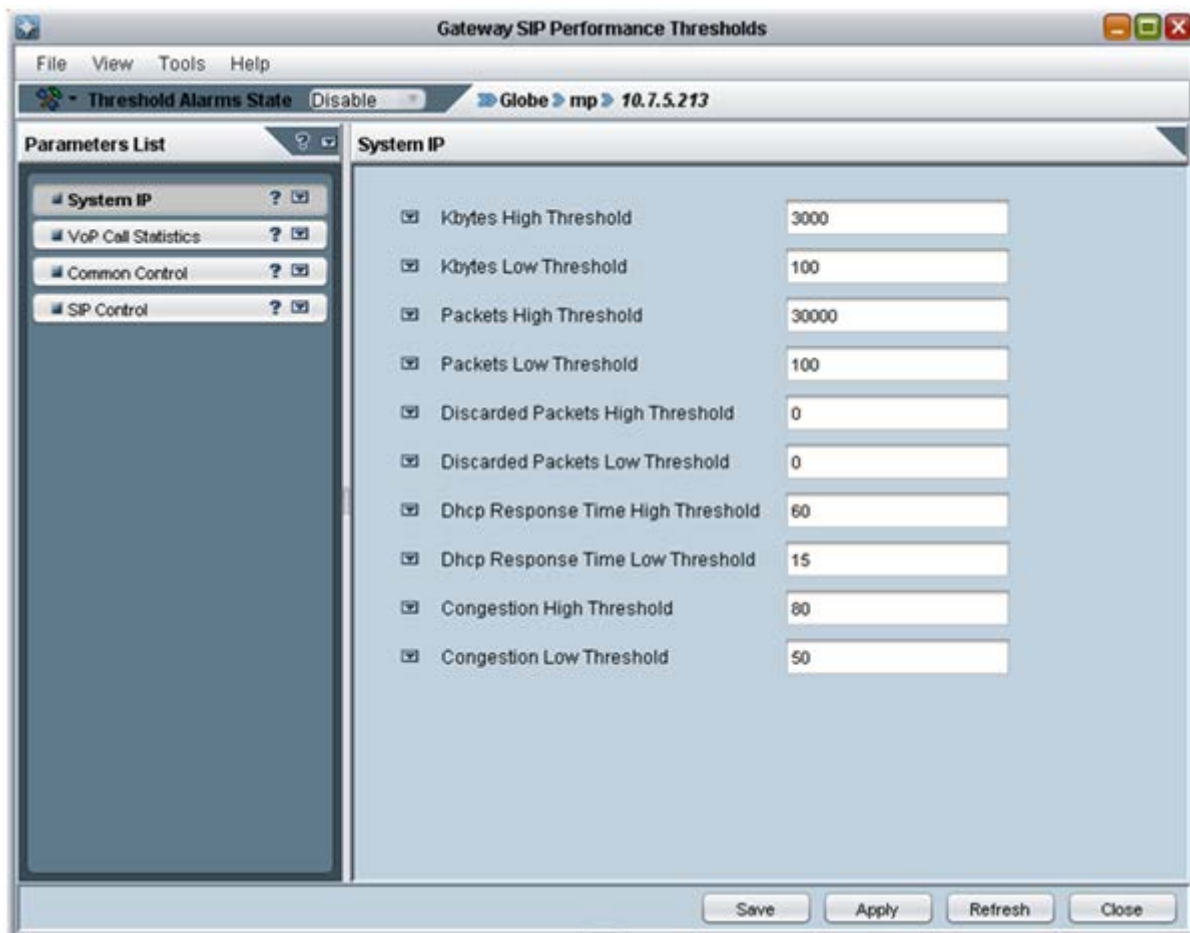 Gateway SIP Performance Thresholds
File View Tools Help
Threshold Alarms State Disable Globe mp 10.7.5.213
Parameters List
System IP
VoP Call Statistics
Common Control
SIP Control
System IP
Kbytes High Threshold 3000
Kbytes Low Threshold 100
Packets High Threshold 30000
Packets Low Threshold 100
Discarded Packets High Threshold 0
Discarded Packets Low Threshold 0
Dhcp Response Time High Threshold 60
Dhcp Response Time Low Threshold 15
Congestion High Threshold 80
Congestion Low Threshold 50
Save Apply Refresh Close